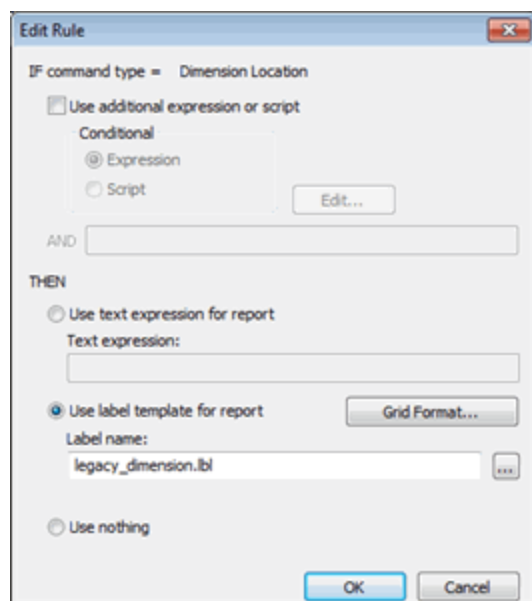 Edit Rule
IF command type = Dimension Location
Use additional expression or script
Conditional
Expression
Script
Edit...
AND
THEN
Use text expression for report
Text expression:
Use label template for report
Grid Format...
Label name:
legacy_dimension.lbl
...
Use nothing
OK
Cancel